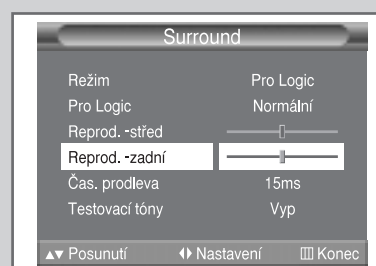 Surround
Režim Pro Logic
Pro Logic Normální
Reprod. -střed
Reprod. -zadní
Čas. prodleva 15ms
Testovací tóny Vyp
▲▼ Posunutí ◀▶ Nastavení Konec